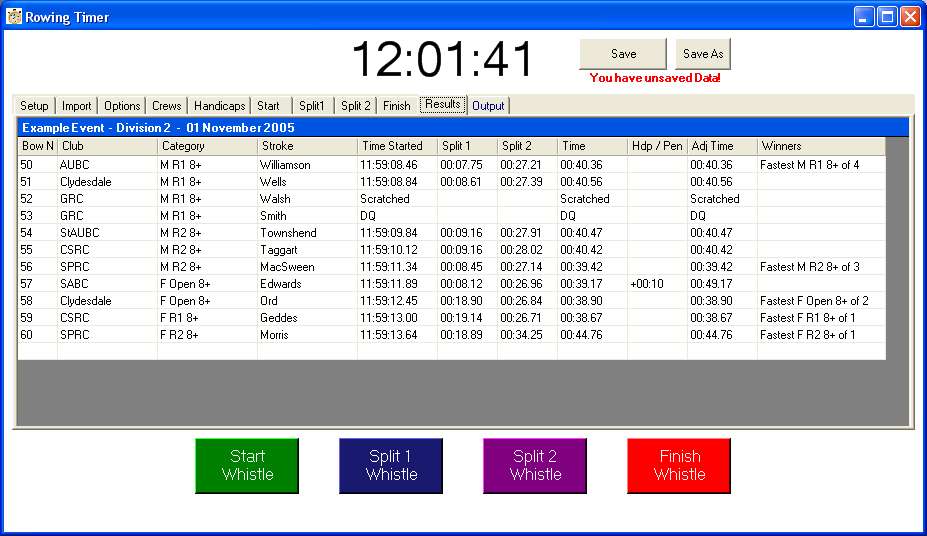 Rowing Timer
12:01:41
Save
Save As
You have unsaved Data!
Setup Import Options Crews Handicaps Start Split1 Split 2 Finish Results Output
Example Event - Division 2 - 01 November 2005
Bow N Club Category Stroke Time Started Split 1 Split 2 Time Hdp / Pen Adj Time Winners
50 AUBC M R1 8+ Williamson 11:59:08.46 00:07.75 00:27.21 00:40.36 00:40.36 Fastest M R1 8+ of 4
51 Clydesdale M R1 8+ Wells 11:59:08.84 00:08.61 00:27.39 00:40.56 00:40.56
52 GRC M R1 8+ Walsh Scratched Scratched Scratched
53 GRC M R1 8+ Smith DQ DQ DQ
54 StAUBC M R2 8+ Townshend 11:59:09.84 00:09.16 00:27.91 00:40.47 00:40.47
55 CSRC M R2 8+ Taggart 11:59:10.12 00:09.16 00:28.02 00:40.42 00:40.42
56 SPRC M R2 8+ MacSween 11:59:11.34 00:08.45 00:27.14 00:39.42 00:39.42 Fastest M R2 8+ of 3
57 SABC F Open 8+ Edwards 11:59:11.89 00:08.12 00:26.96 00:39.17 +00:10 00:49.17
58 Clydesdale F Open 8+ Ord 11:59:12.45 00:18.90 00:26.84 00:38.90 00:38.90 Fastest F Open 8+ of 2
59 CSRC F R1 8+ Geddes 11:59:13.00 00:19.14 00:26.71 00:38.67 00:38.67 Fastest F R1 8+ of 1
60 SPRC F R2 8+ Morris 11:59:13.64 00:18.89 00:34.25 00:44.76 00:44.76 Fastest F R2 8+ of 1
Start
Whistle
Split 1
Whistle
Split 2
Whistle
Finish
Whistle